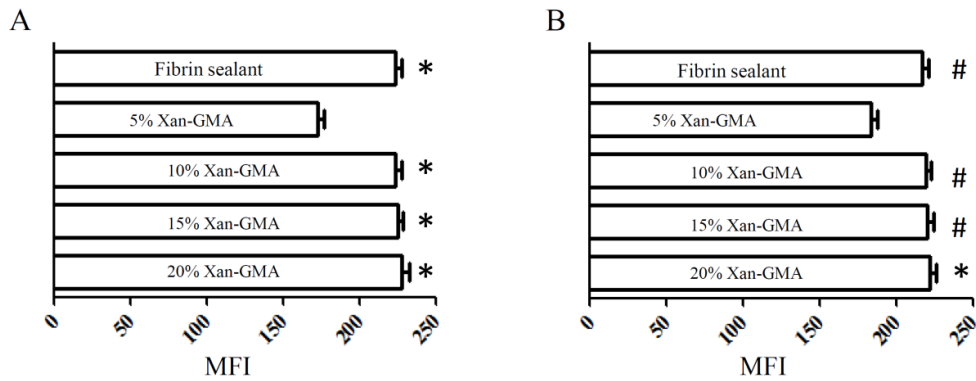 A
Fibrin sealant *
5% Xan-GMA
10% Xan-GMA *
15% Xan-GMA *
20% Xan-GMA *
0 50 100 150 200 250
MFI
B
Fibrin sealant #
5% Xan-GMA
10% Xan-GMA #
15% Xan-GMA #
20% Xan-GMA *
0 50 100 150 200 250
MFI